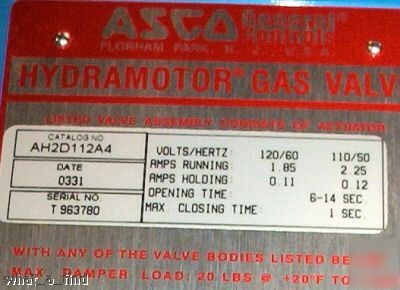 ASCO General Controls
FLORHAM PARK, N.J., U.S.A.
HYDRAMOTOR® GAS VALV
LISTED VALVE ASSEMBLY CONSISTS OF ACTUATOR
CATALOG NO
AH2D112A4
DATE
0331
SERIAL NO.
T 963780
VOLTS/HERTZ: 120/60 110/50
AMPS RUNNING: 1.85 2.25
AMPS HOLDING: 0.11 0.12
OPENING TIME: 6-14 SEC.
MAX. CLOSING TIME: 1 SEC.
WITH ANY OF THE VALVE BODIES LISTED BE
MAX. DAMPER LOAD: 20 LBS @ +20°F TO
what_a_find